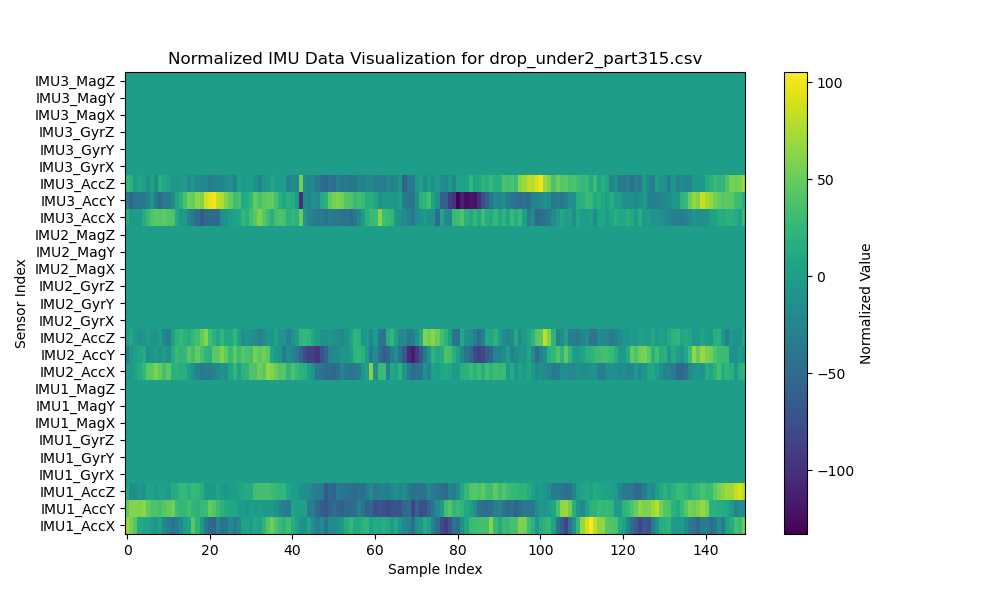 Normalized IMU Data Visualization for drop_under2_part315.csv
IMU3_MagZ
IMU3_MagY
IMU3_MagX
IMU3_GyrZ
IMU3_GyrY
IMU3_GyrX
IMU3_AccZ
IMU3_AccY
IMU3_AccX
IMU2_MagZ
IMU2_MagY
IMU2_MagX
IMU2_GyrZ
IMU2_GyrY
IMU2_GyrX
IMU2_AccZ
IMU2_AccY
IMU2_AccX
IMU1_MagZ
IMU1_MagY
IMU1_MagX
IMU1_GyrZ
IMU1_GyrY
IMU1_GyrX
IMU1_AccZ
IMU1_AccY
IMU1_AccX
Sensor Index
0 20 40 60 80 100 120 140
Sample Index
100
50
0
−50
−100
Normalized Value